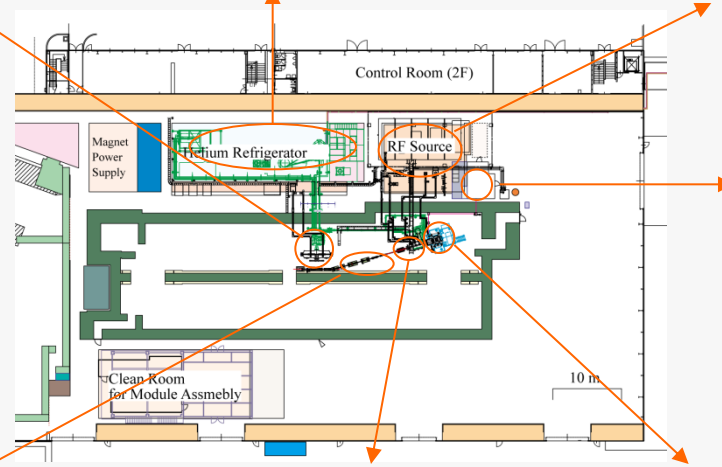 Control Room (2F)
Magnet
Power
Supply
Helium Refrigerator
RF Source
10 m
Clean Room
for Module Assmebly